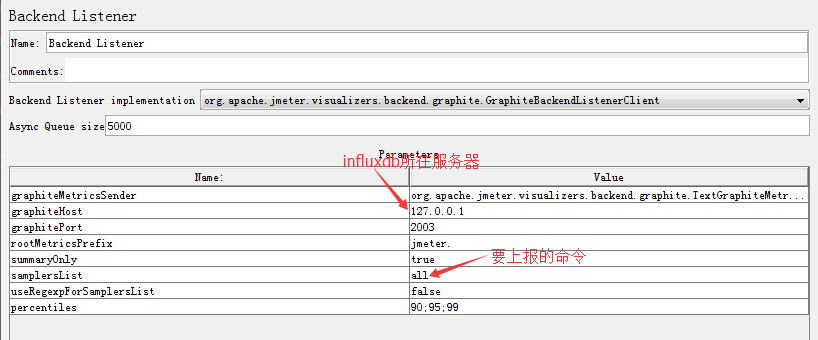 Backend Listener
Name: Backend Listener
Comments:
Backend Listener implementation org.apache.jmeter.visualizers.backend.graphite.GraphiteBackendListenerClient
Async Queue size 5000
Parameters
influxdb所在服务器
Name: Value
graphiteMetricsSender org.apache.jmeter.visualizers.backend.graphite.TextGraphiteMetr...
graphiteHost 127.0.0.1
graphitePort 2003
rootMetricsPrefix jmeter.
summaryOnly true
要上报的命令
samplersList all
useRegexpForSamplersList false
percentiles 90;95;99